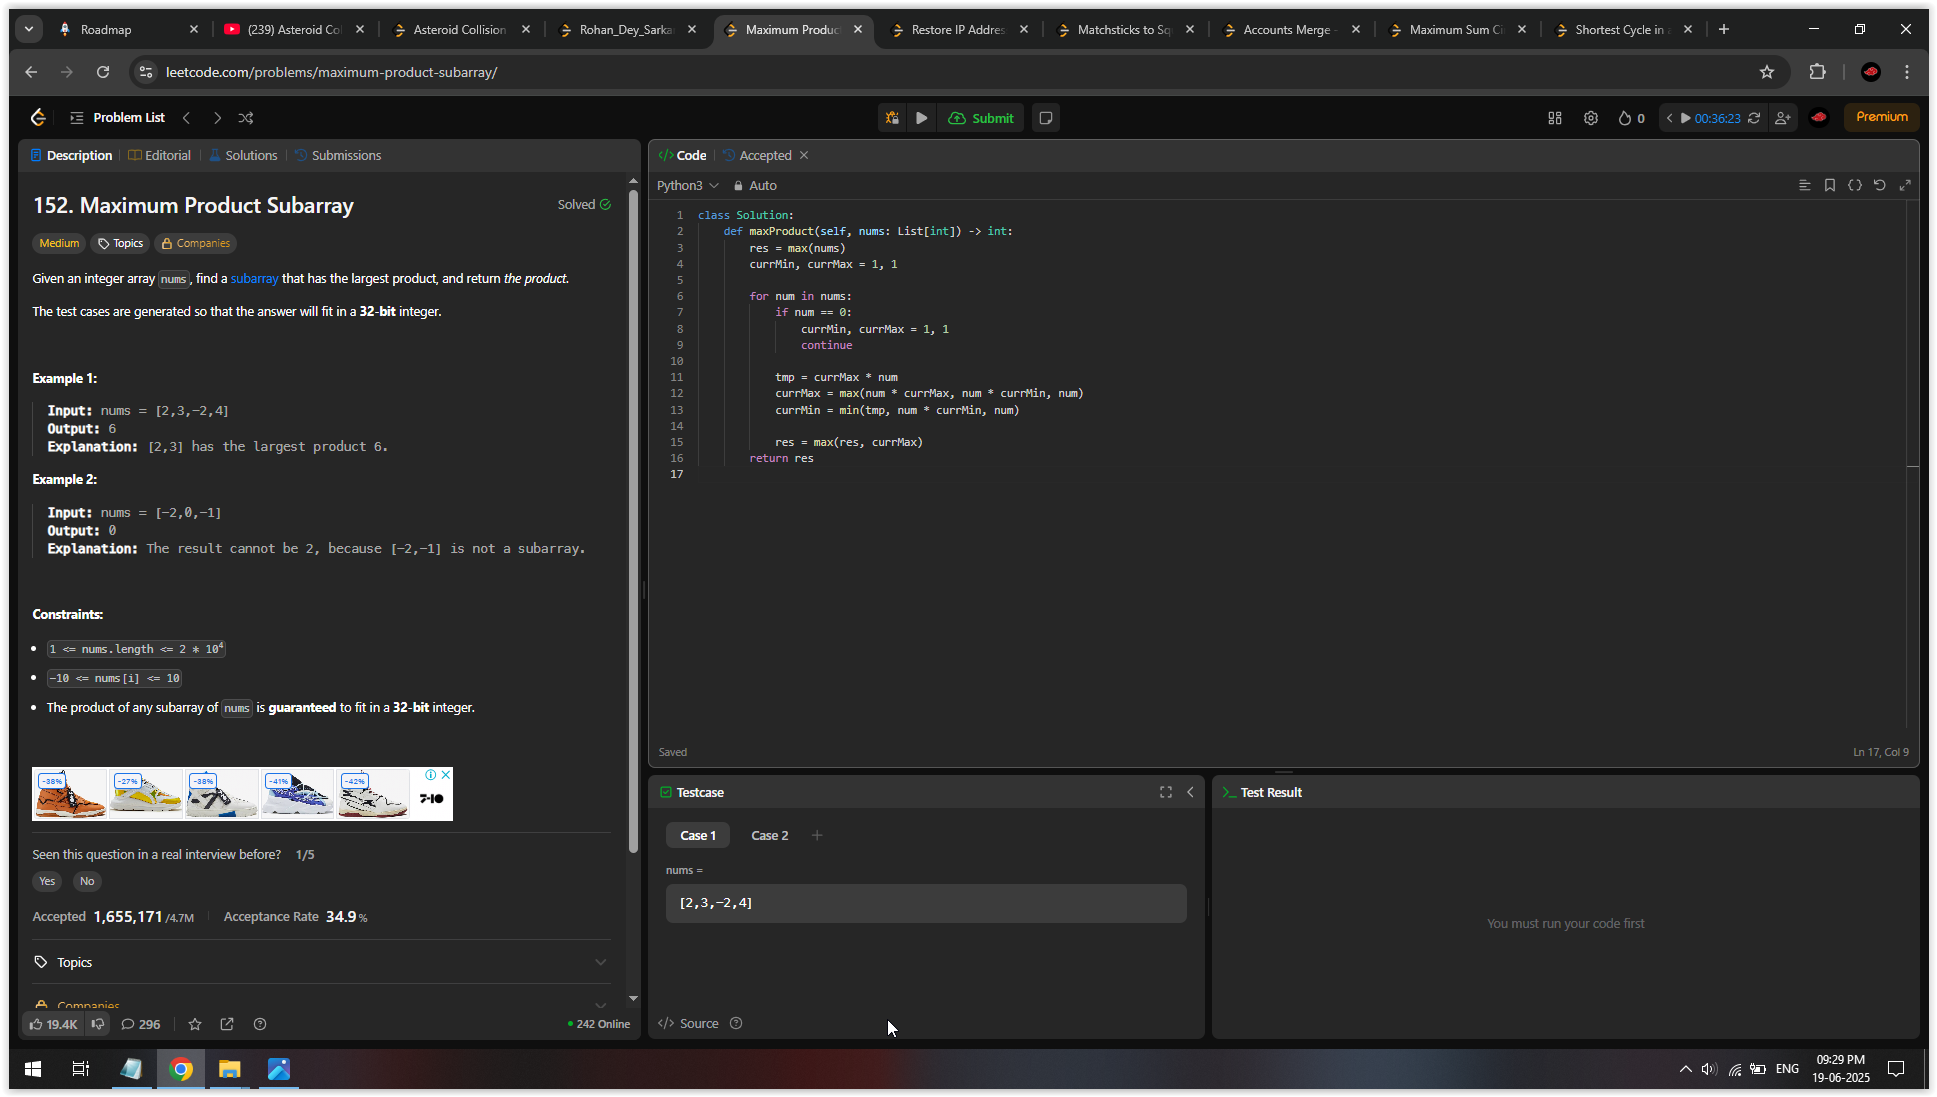 Roadmap
(239) Asteroid Co
Asteroid Collision
Rohan_Dey_Sarka
Maximum Produc
Restore IP Addres
Matchsticks to Sq
Accounts Merge -
Maximum Sum Ci
Shortest Cycle in a
leetcode.com/problems/maximum-product-subarray/
Problem List
Submit
0
00:36:23
Premium
Description
Editorial
Solutions
Submissions
152. Maximum Product Subarray
Solved
Medium
Topics
Companies
Given an integer array nums, find a subarray that has the largest product, and return the product.
The test cases are generated so that the answer will fit in a 32-bit integer.
Example 1:
Input: nums = [2,3,-2,4]
Output: 6
Explanation: [2,3] has the largest product 6.
Example 2:
Input: nums = [-2,0,-1]
Output: 0
Explanation: The result cannot be 2, because [-2,-1] is not a subarray.
Constraints:
1 <= nums.length <= 2 * 10⁴
-10 <= nums[i] <= 10
The product of any subarray of nums is guaranteed to fit in a 32-bit integer.
-38%
-27%
-38%
-41%
-42%
7-10
Seen this question in a real interview before? 1/5
Yes
No
Accepted 1,655,171/4.7M
Acceptance Rate 34.9%
Topics
Companies
19.4K
296
242 Online
Code
Accepted
Python3
Auto
1 class Solution:
2 def maxProduct(self, nums: List[int]) -> int:
3 res = max(nums)
4 currMin, currMax = 1, 1
5
6 for num in nums:
7 if num == 0:
8 currMin, currMax = 1, 1
9 continue
10
11 tmp = currMax * num
12 currMax = max(num * currMax, num * currMin, num)
13 currMin = min(tmp, num * currMin, num)
14
15 res = max(res, currMax)
16 return res
17
Saved
Ln 17, Col 9
Testcase
Case 1
Case 2
nums =
[2,3,-2,4]
Source
Test Result
You must run your code first
ENG
09:29 PM
19-06-2025